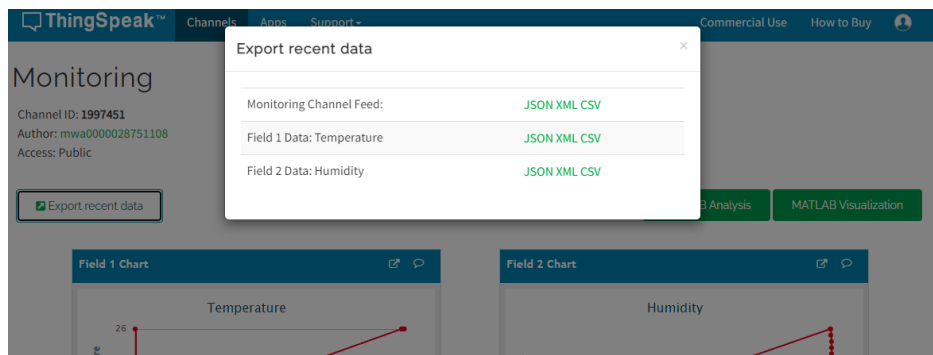 ThingSpeak™ Channels Apps Support Commercial Use How to Buy
Export recent data ×
Monitoring
Monitoring Channel Feed: JSON XML CSV
Channel ID: 1997451
Author: mwa0000028751108
Field 1 Data: Temperature JSON XML CSV
Access: Public
Field 2 Data: Humidity JSON XML CSV
Export recent data B Analysis MATLAB Visualization
Field 1 Chart Field 2 Chart
Temperature Humidity
26